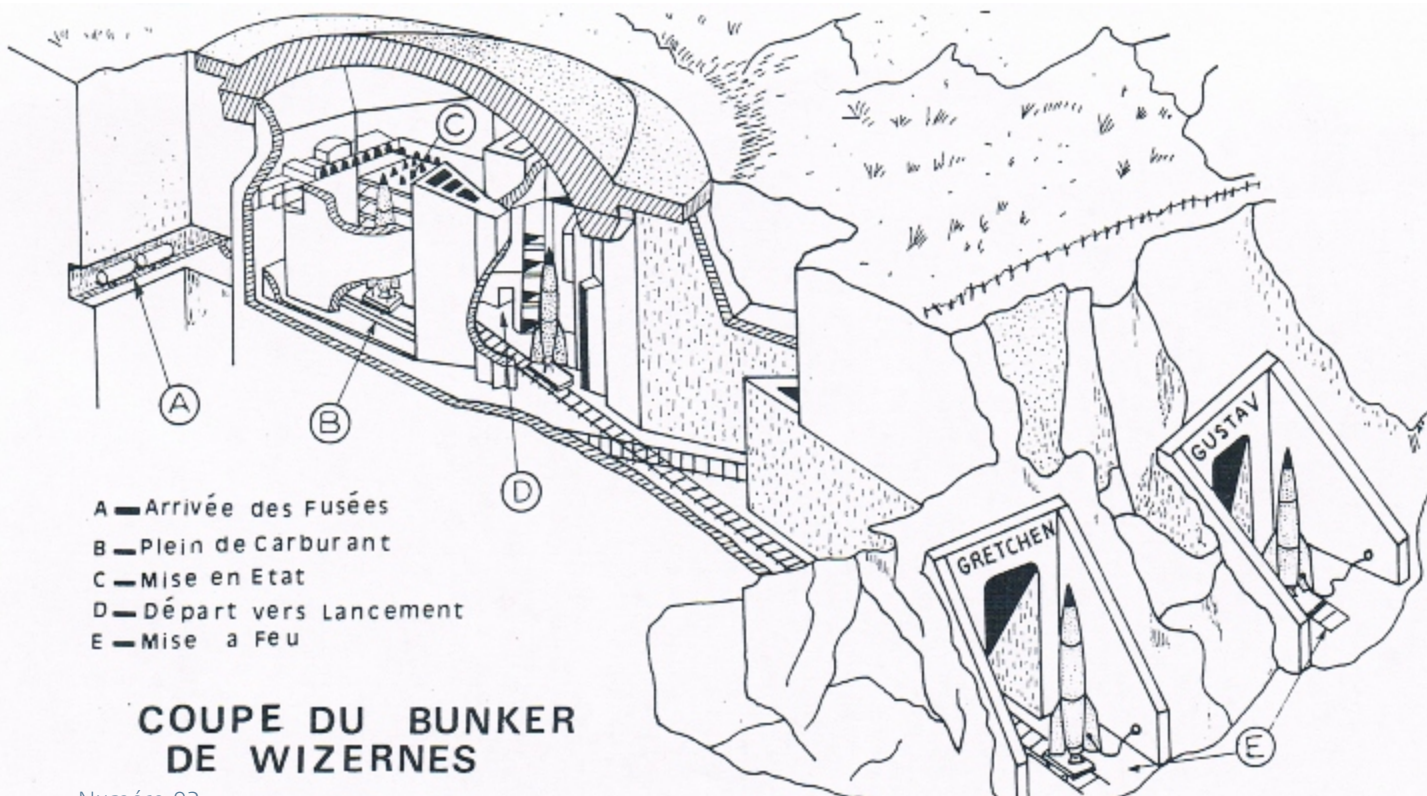 C
A
B
D
GUSTAV
GRETCHEN
E
A — Arrivée des Fusées
B — Plein de Carburant
C — Mise en Etat
D — Départ vers Lancement
E — Mise a Feu
COUPE DU BUNKER
DE WIZERNES